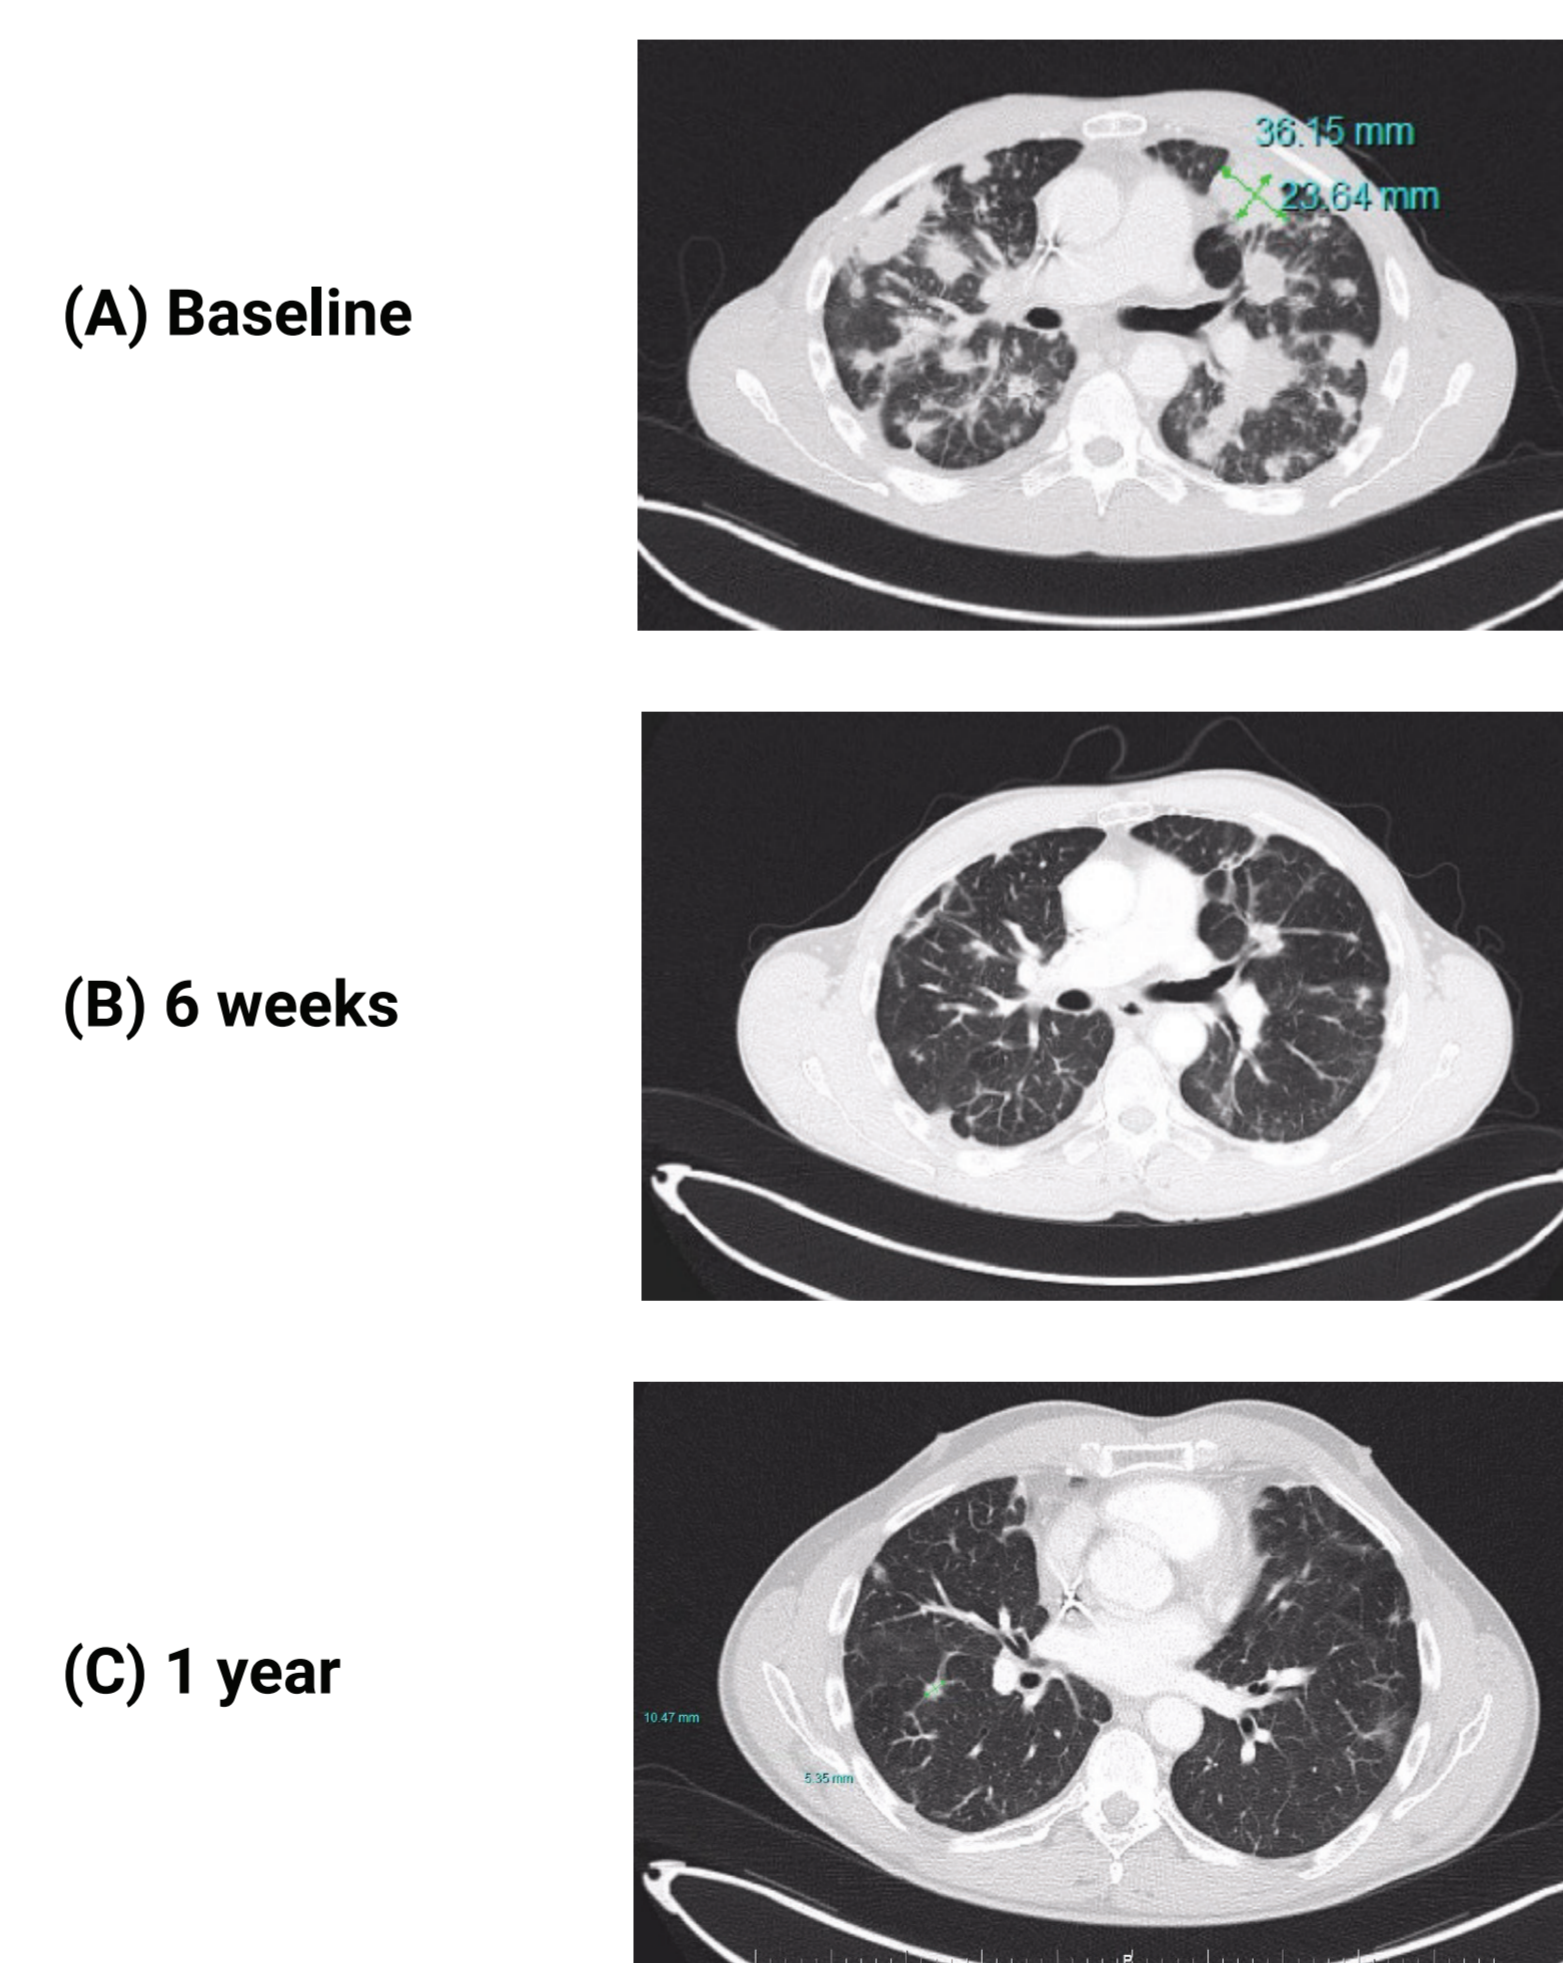 (A) Baseline
36.15 mm
23.64 mm
(B) 6 weeks
(C) 1 year
10.47 mm
5.35 mm